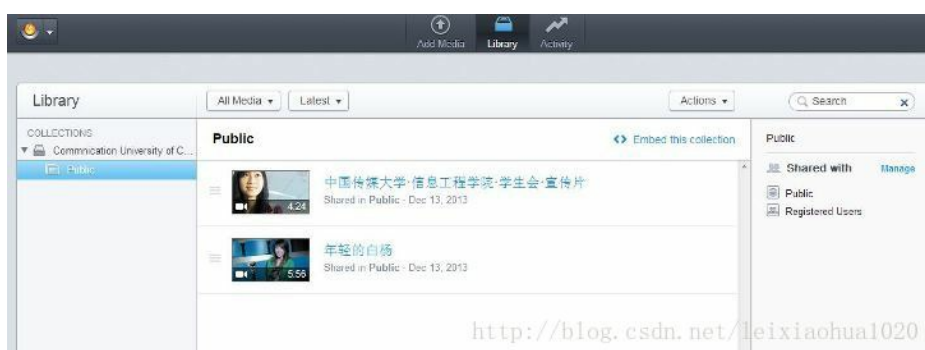 Add Media
Library
Activity
Library
All Media
Latest
Actions
Search
x
COLLECTIONS
Commnication University of C...
Public
Public
Embed this collection
4:24
中国传媒大学·信息工程学院·学生会·宣传片
Shared in Public - Dec 13, 2013
5:56
年轻的白杨
Shared in Public - Dec 13, 2013
Public
Shared with
Manage
Public
Registered Users
http://blog.csdn.net/leixiaohua1020